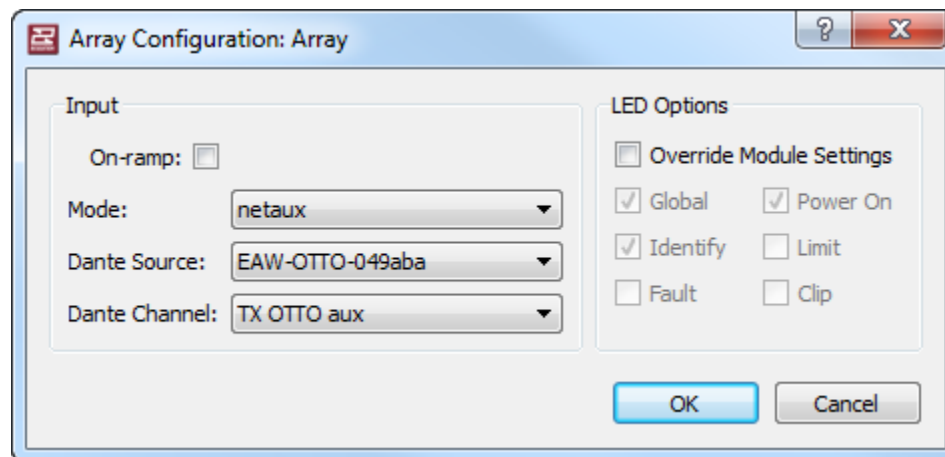 Array Configuration: Array
?
X
Input
On-ramp:
Mode: netaux
Dante Source: EAW-OTTO-049aba
Dante Channel: TX OTTO aux
LED Options
Override Module Settings
Global Power On
Identify Limit
Fault Clip
OK Cancel